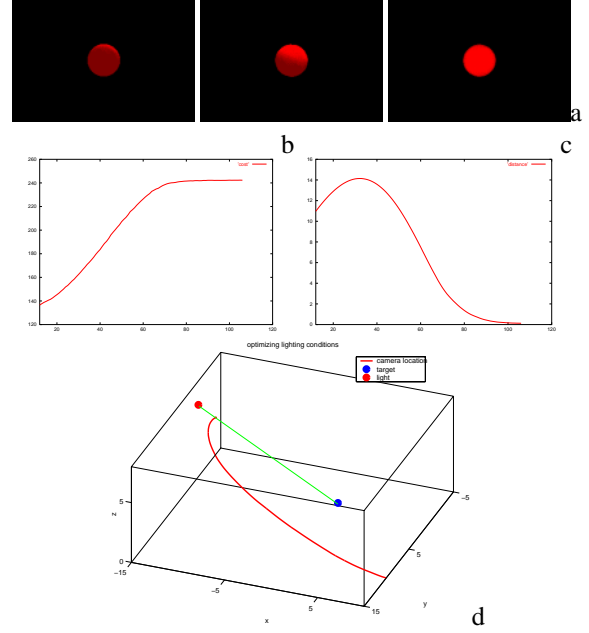 a
b
c
260
240
220
200
180
160
140
120
20 40 60 80 100 120
'cost'
16
14
12
10
8
6
4
2
0
20 40 60 80 100 120
'distance'
optimizing lighting conditions
camera location
target
light
z
5
0
−15
−5
5
15
x
−5
5
y
d